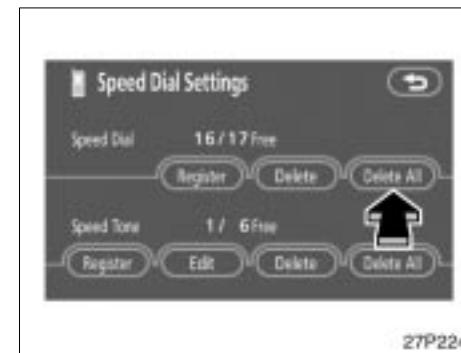 Speed Dial Settings
Speed Dial 16/17 Free
Register Delete Delete All
Speed Tone 1/ 6 Free
Register Edit Delete Delete All
27P224